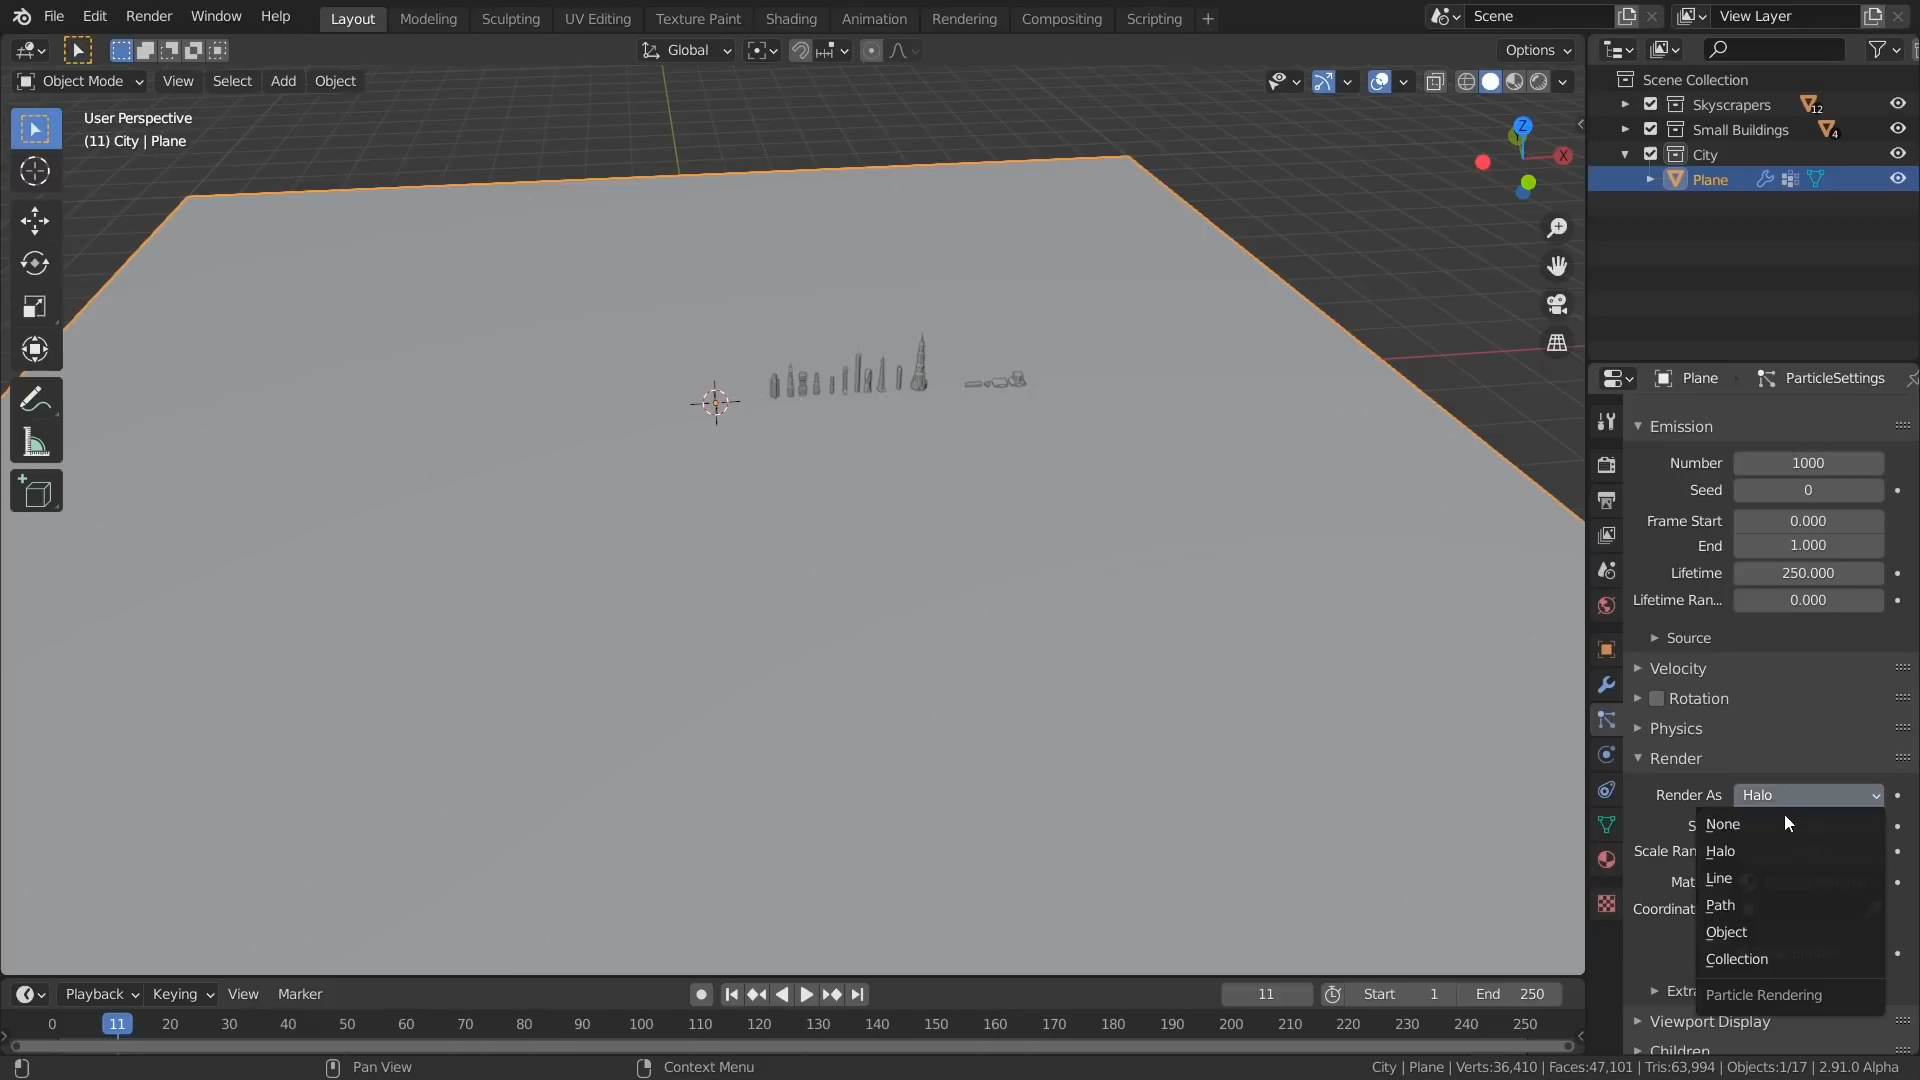 File Edit Render Window Help Layout Modeling Sculpting UV Editing Texture Paint Shading Animation Rendering Compositing Scripting + Scene View Layer
Global Options
Object Mode View Select Add Object
User Perspective
(11) City | Plane
Z
X
Scene Collection
Skyscrapers 12
Small Buildings 4
City
Plane
Plane ParticleSettings
Emission
Number 1000
Seed 0
Frame Start 0.000
End 1.000
Lifetime 250.000
Lifetime Ran... 0.000
Source
Velocity
Rotation
Physics
Render
Render As Halo
None
Halo
Scale Ran
Line
Mat
Path
Coordinat
Object
Collection
Extra
Particle Rendering
Viewport Display
Children
Playback Keying View Marker 11 Start 1 End 250
0 11 20 30 40 50 60 70 80 90 100 110 120 130 140 150 160 170 180 190 200 210 220 230 240 250
Pan View Context Menu City | Plane | Verts:36,410 | Faces:47,101 | Tris:63,994 | Objects:1/17 | 2.91.0 Alpha